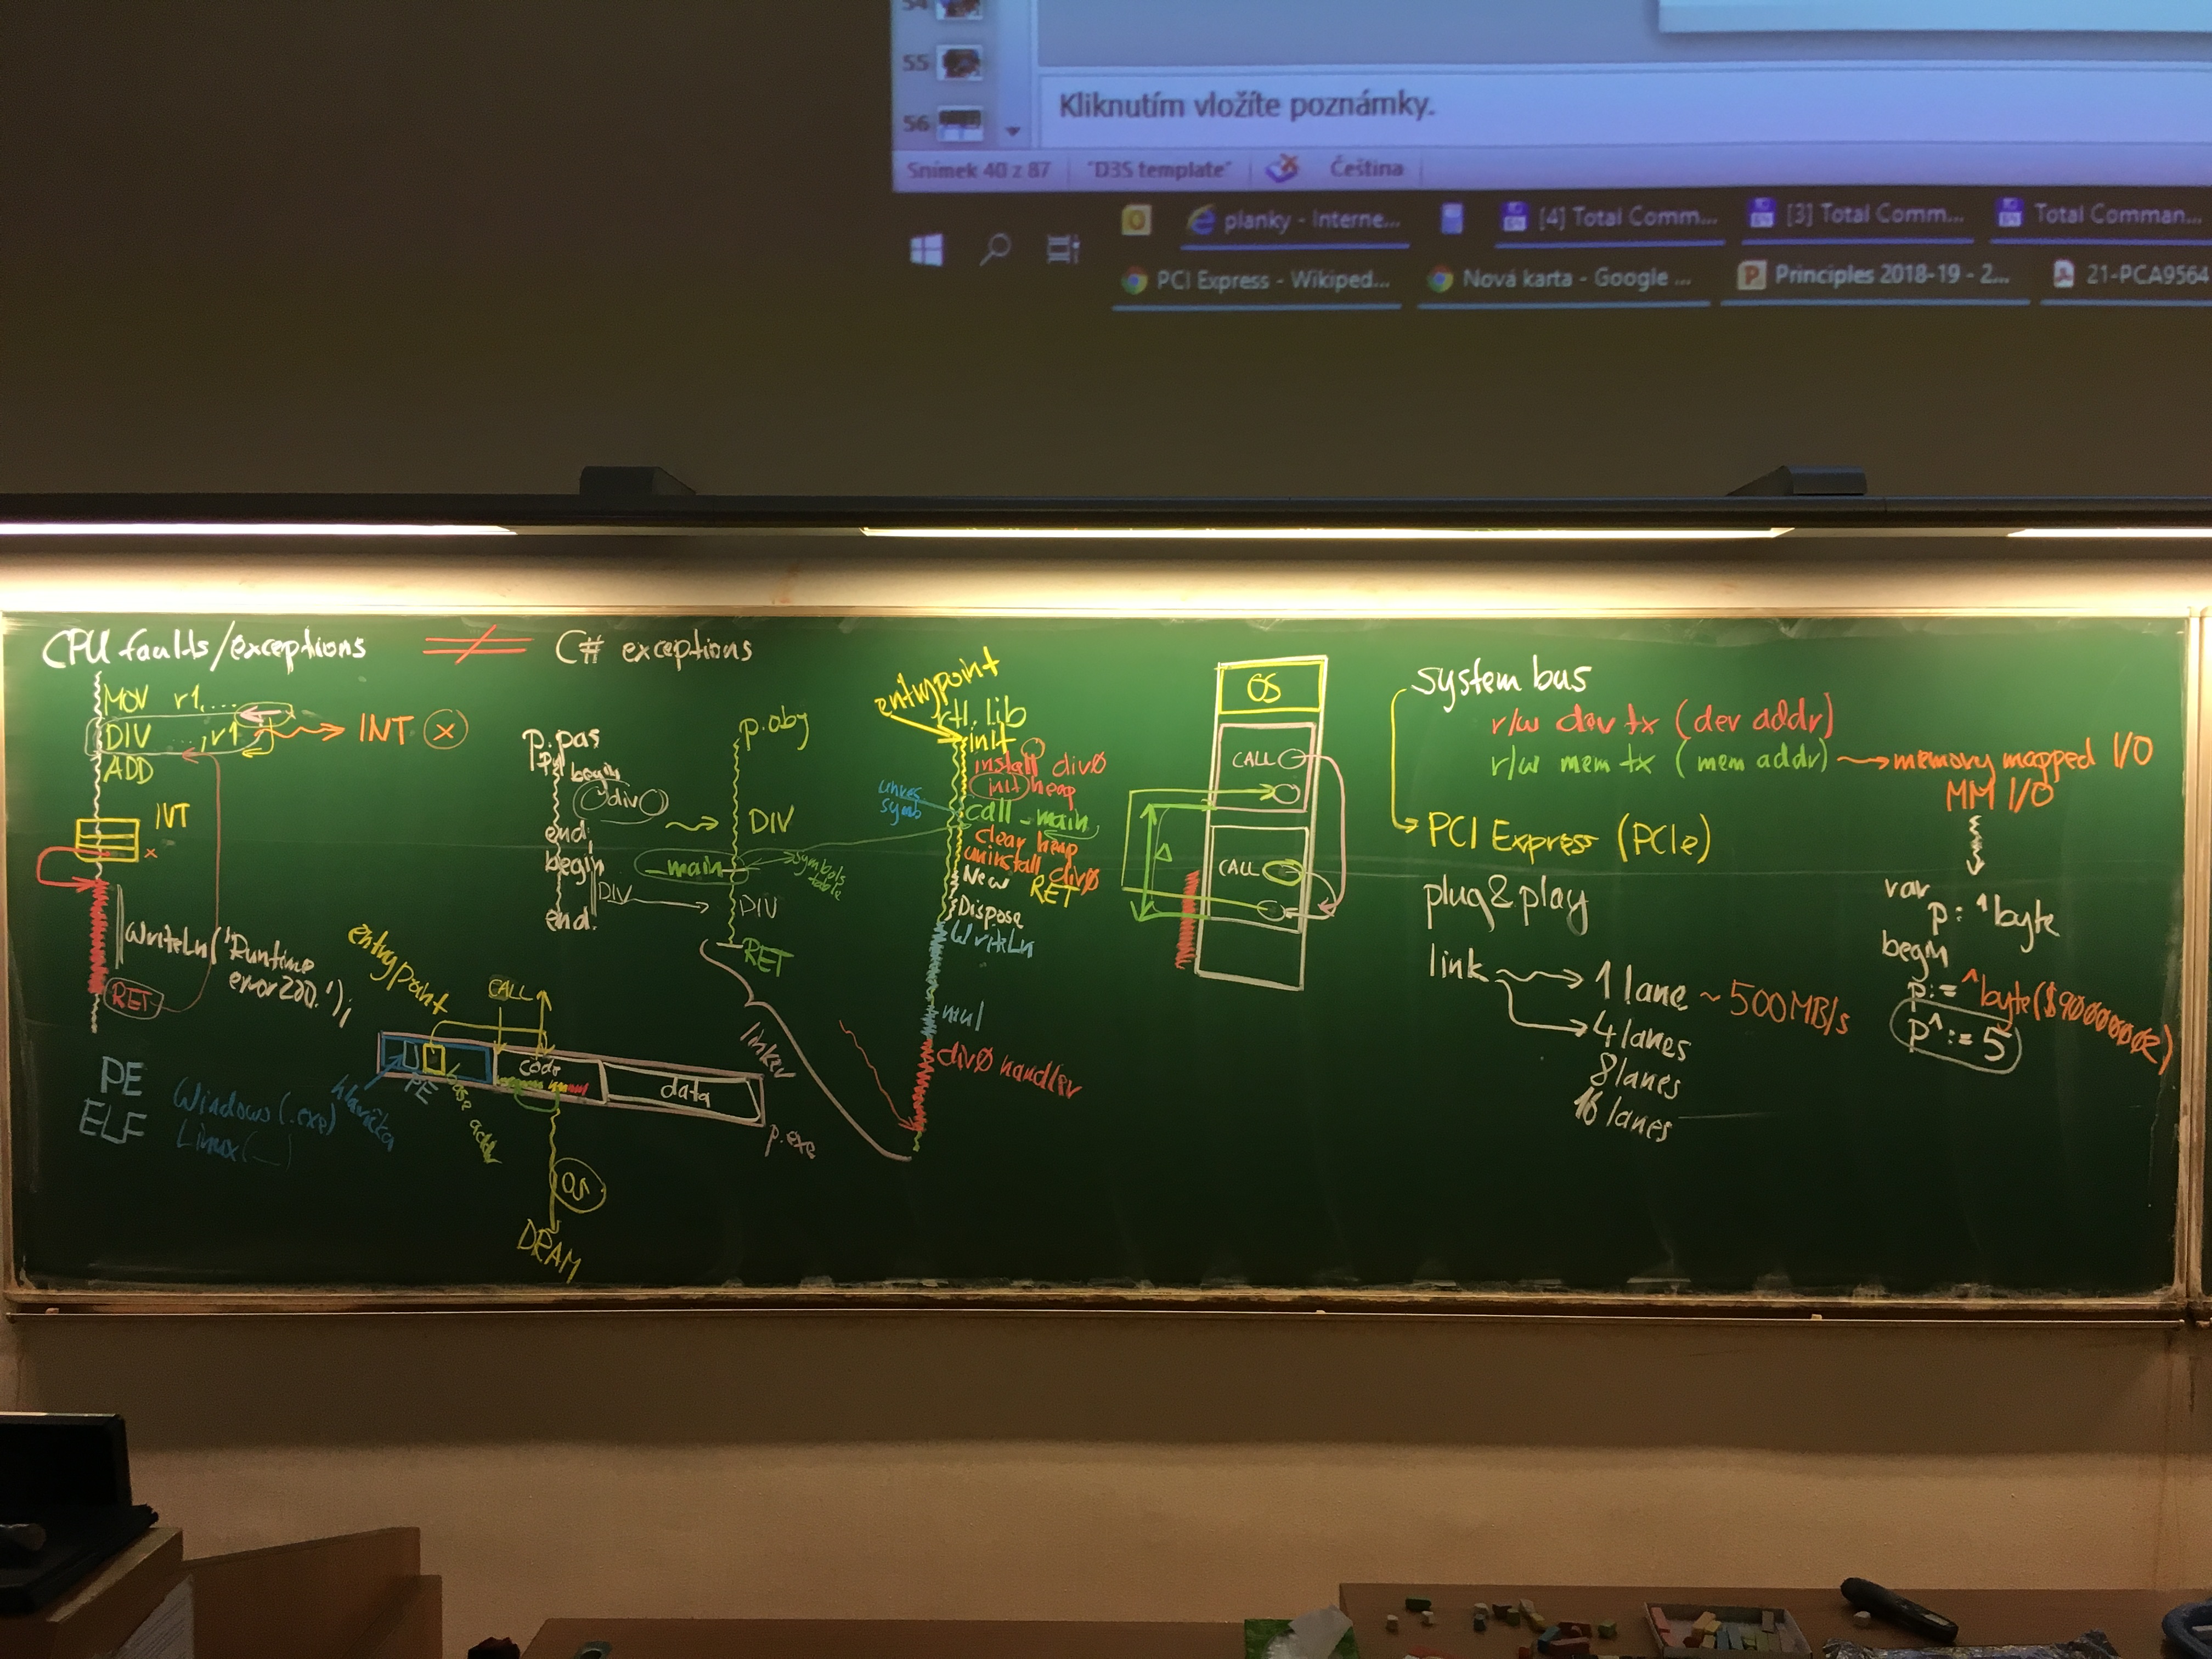 54
55
56
Kliknutím vložíte poznámky.
Snímek 40 z 87 "D3S template" Čeština
planky - Interne... [4] Total Comm... [3] Total Comm... Total Comman...
PCI Express - Wikiped... Nová karta - Google ... Principles 2018-19 - 2... 21-PCA9564
CPU faults/exceptions ≠ C# exceptions
MOV r1,...
DIV ...,r1
ADD
INT x
IVT
x
WriteLn('Runtime
error 200.');
RET
PE Windows (.exe)
ELF Linux (_)
p.pas
begin
div 0
end;
begin
DIV
end.
p.obj
DIV
_main
symbols
table
DIV
RET
linker
entrypoint
CALL
PE
base addr
code
data
hlavička
p.exe
OS
DRAM
entrypoint
rtl.lib
init
install div0
init heap
unres
symb
call _main
clear heap
uninstall div0
RET
New
Dispose
WriteLn
mul
div0 handler
OS
CALL
CALL
Δ
system bus
r/w dev tx (dev addr)
r/w mem tx (mem addr) → memory mapped I/O
MM I/O
PCI Express (PCIe)
plug&play
link → 1 lane ~ 500MB/s
4 lanes
8 lanes
16 lanes
var
p: ^byte
begin
p := ^byte($9000000E)
p^ := 5